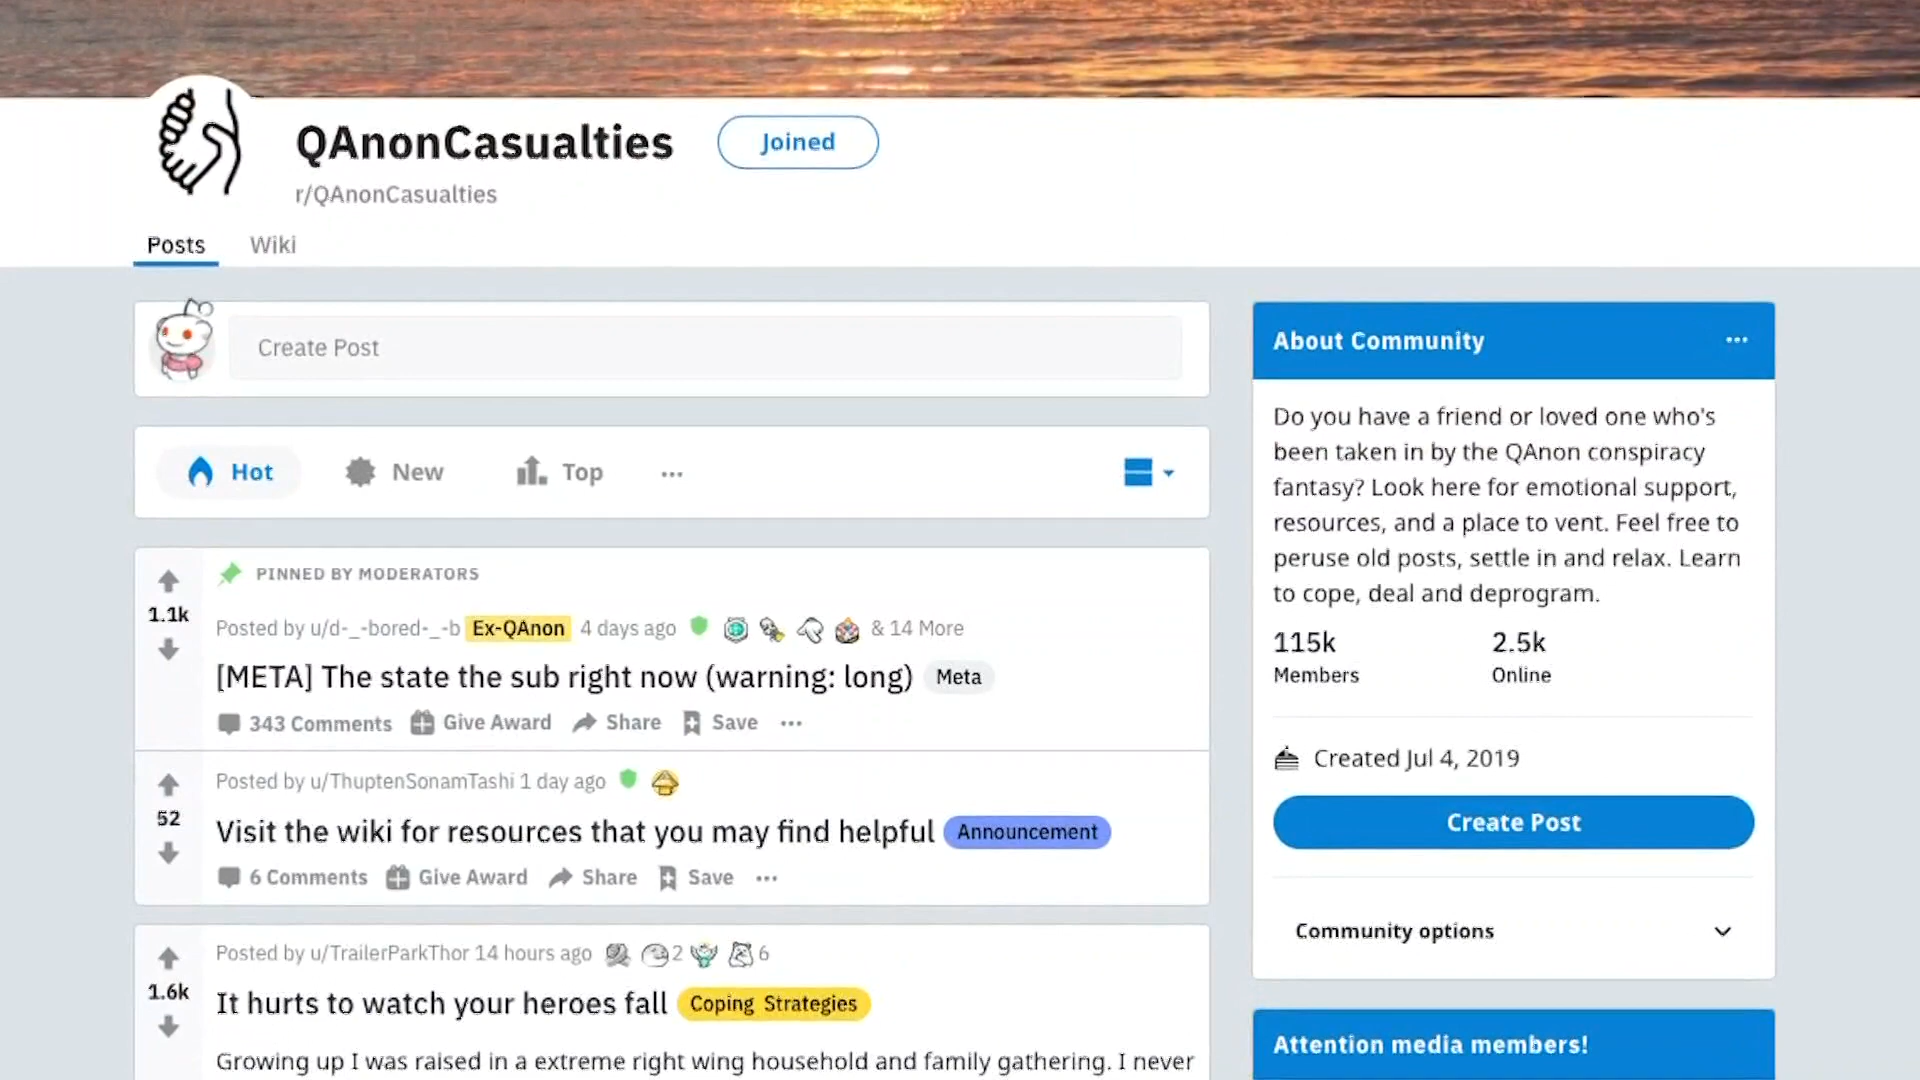 QAnonCasualties
Joined
r/QAnonCasualties
Posts Wiki
Create Post
Hot New Top
PINNED BY MODERATORS
1.1k
Posted by u/d-_-bored-_-b Ex-QAnon 4 days ago & 14 More
[META] The state the sub right now (warning: long) Meta
343 Comments Give Award Share Save
Posted by u/ThuptenSonamTashi 1 day ago
52
Visit the wiki for resources that you may find helpful Announcement
6 Comments Give Award Share Save
Posted by u/TrailerParkThor 14 hours ago 2 6
1.6k
It hurts to watch your heroes fall Coping Strategies
Growing up I was raised in a extreme right wing household and family gathering. I never
About Community
Do you have a friend or loved one who's
been taken in by the QAnon conspiracy
fantasy? Look here for emotional support,
resources, and a place to vent. Feel free to
peruse old posts, settle in and relax. Learn
to cope, deal and deprogram.
115k 2.5k
Members Online
Created Jul 4, 2019
Create Post
Community options
Attention media members!